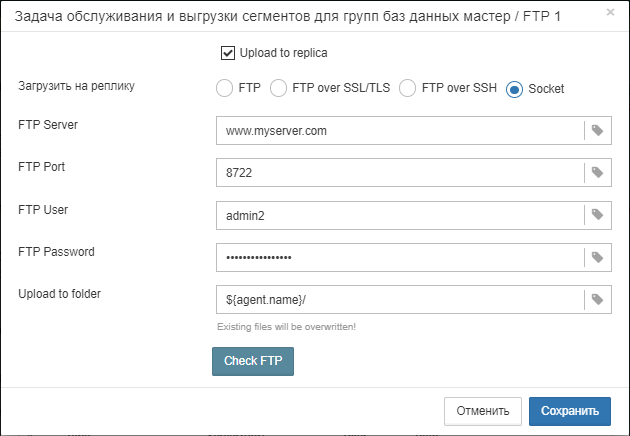 Задача обслуживания и выгрузки сегментов для групп баз данных мастер / FTP 1
×
Upload to replica
Загрузить на реплику
FTP FTP over SSL/TLS FTP over SSH Socket
FTP Server
www.myserver.com
FTP Port
8722
FTP User
admin2
FTP Password
••••••••••••••••
Upload to folder
${agent.name}/
Existing files will be overwritten!
Check FTP
Отменить Сохранить